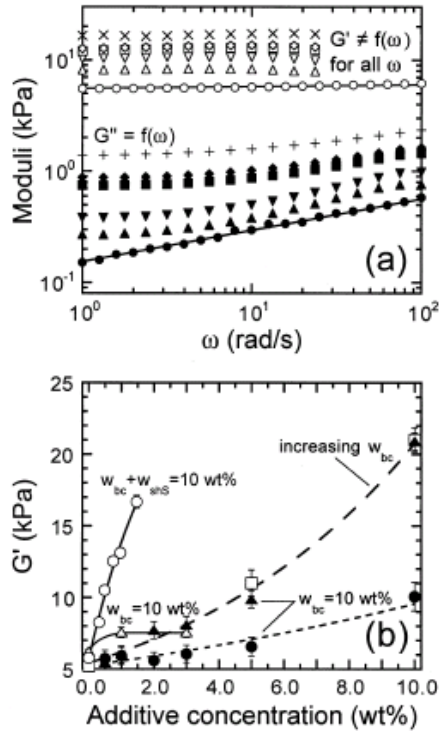 G' ≠ f(ω)
for all ω
G" = f(ω)
Moduli (kPa)
10¹
10⁰
10⁻¹
(a)
10⁰ 10¹ 10²
ω (rad/s)
25
20
15
10
5
G' (kPa)
increasing w_bc
w_bc+w_shS=10 wt%
w_bc=10 wt%
w_bc=10 wt%
(b)
0.0 2.0 4.0 6.0 8.0 10.0
Additive concentration (wt%)